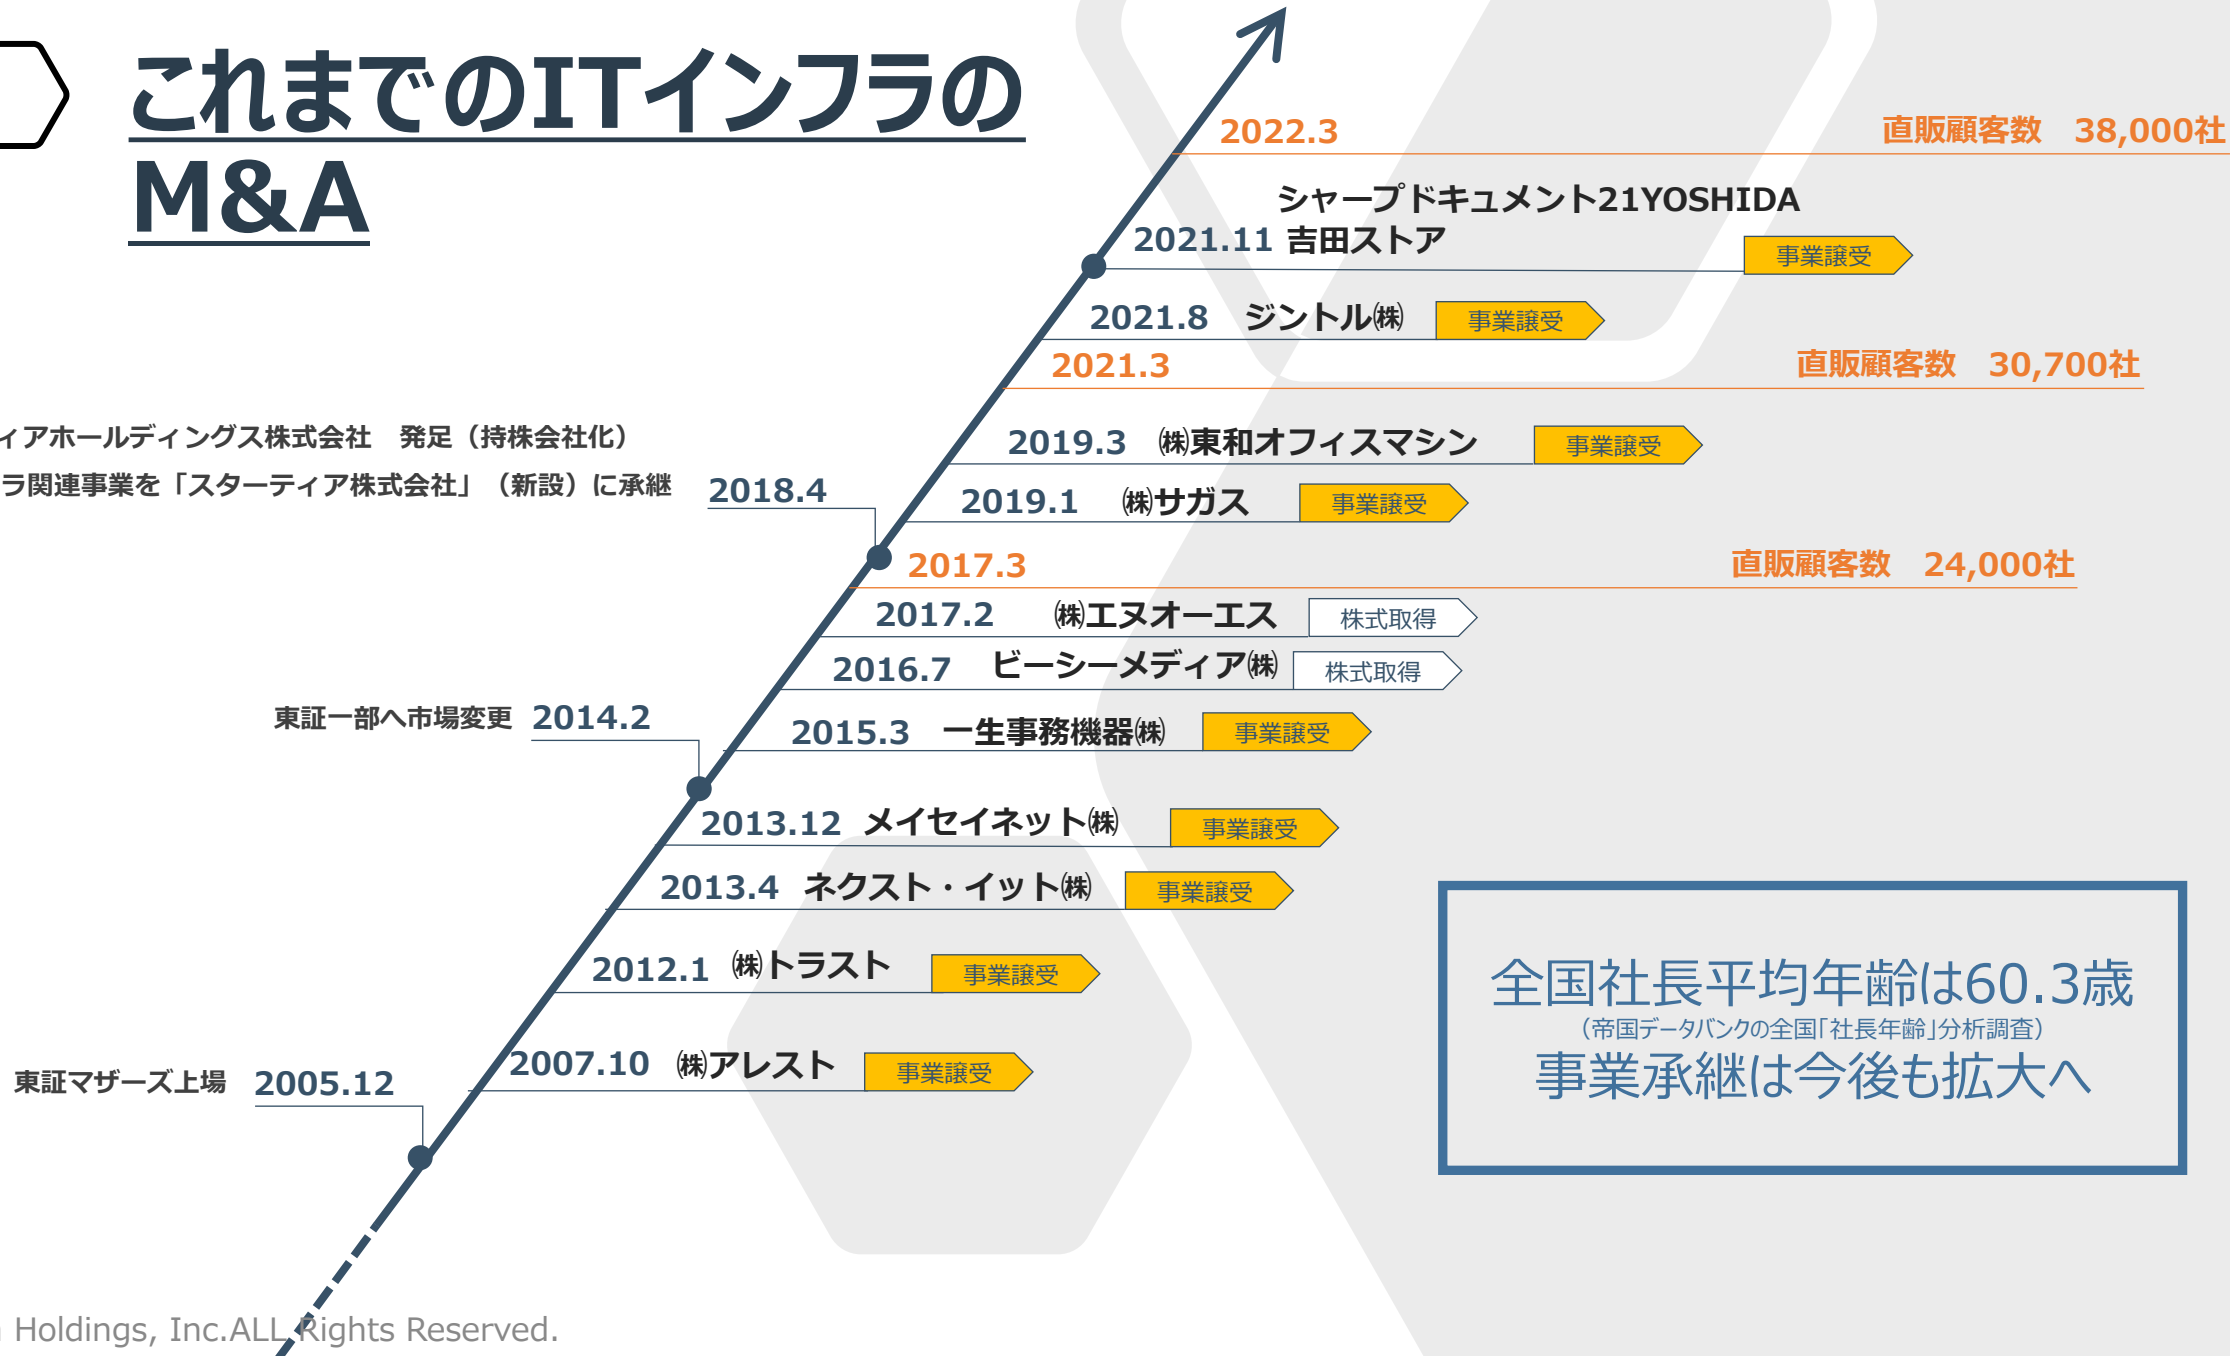 これまでのITインフラの
M&A
2022.3 直販顧客数 38,000社
シャープドキュメント21YOSHIDA
2021.11 吉田ストア 事業譲受
2021.8 ジントル㈱ 事業譲受
2021.3 直販顧客数 30,700社
ィアホールディングス株式会社 発足（持株会社化）
ラ関連事業を「スターティア株式会社」（新設）に承継 2018.4
2019.3 ㈱東和オフィスマシン 事業譲受
2019.1 ㈱サガス 事業譲受
2017.3 直販顧客数 24,000社
2017.2 ㈱エヌオーエス 株式取得
2016.7 ビーシーメディア㈱ 株式取得
東証一部へ市場変更 2014.2
2015.3 一生事務機器㈱ 事業譲受
2013.12 メイセイネット㈱ 事業譲受
2013.4 ネクスト・イット㈱ 事業譲受
2012.1 ㈱トラスト 事業譲受
2007.10 ㈱アレスト 事業譲受
東証マザーズ上場 2005.12
全国社長平均年齢は60.3歳
（帝国データバンクの全国「社長年齢」分析調査）
事業承継は今後も拡大へ
Holdings, Inc.ALL Rights Reserved.